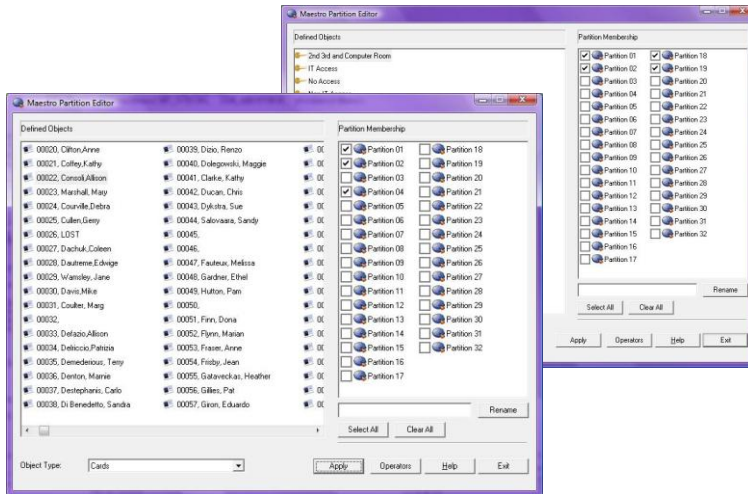 Maestro Partition Editor
Defined Objects
Partition Membership
2nd 3rd and Computer Room
IT Access
No Access
Partition 01 Partition 18
Partition 02 Partition 19
Partition 03 Partition 20
Partition 04 Partition 21
Partition 05 Partition 22
Partition 06 Partition 23
Partition 07 Partition 24
Partition 08 Partition 25
Partition 09 Partition 26
Partition 10 Partition 27
Partition 11 Partition 28
Partition 12 Partition 29
Partition 13 Partition 30
Partition 14 Partition 31
Partition 15 Partition 32
Partition 16
Partition 17
Rename
Select All Clear All
Apply Operators Help Exit
Maestro Partition Editor
Defined Objects
Partition Membership
00020, Clifton,Anne 00039, Dizio, Renzo Partition 01 Partition 18
00021, Coffey,Kathy 00040, Dolegowski, Maggie Partition 02 Partition 19
00022, Consoli,Allison 00041, Clarke, Kathy Partition 03 Partition 20
00023, Marshall, Mary 00042, Ducan, Chris Partition 04 Partition 21
00024, Courville,Debra 00043, Dykstra, Sue Partition 05 Partition 22
00025, Cullen,Gerry 00044, Salovaara, Sandy Partition 06 Partition 23
00026, LOST 00045, Partition 07 Partition 24
00027, Dachuk,Coleen 00046, Partition 08 Partition 25
00028, Dautreme,Edwige 00047, Fauteux, Melissa Partition 09 Partition 26
00029, Wamsley, Jane 00048, Gardner, Ethel Partition 10 Partition 27
00030, Davis,Mike 00049, Hutton, Pam Partition 11 Partition 28
00031, Coulter, Marg 00050, Partition 12 Partition 29
00032, 00051, Finn, Dona Partition 13 Partition 30
00033, Defazio,Allison 00052, Flynn, Marian Partition 14 Partition 31
00034, Delriccio,Patrizia 00053, Fraser, Anne Partition 15 Partition 32
00035, Demederious, Terry 00054, Frisby, Jean Partition 16
00036, Denton, Marnie 00055, Gataveckas, Heather Partition 17
00037, Destephanis, Carlo 00056, Gillies, Pat
00038, Di Benedetto, Sandra 00057, Giron, Eduardo
Rename
Select All Clear All
Object Type: Cards Apply Operators Help Exit